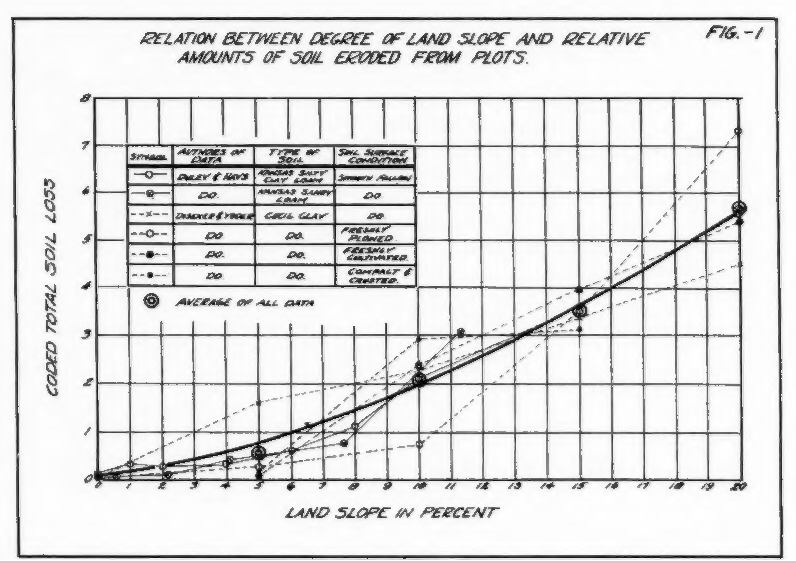 FIG.-1
RELATION BETWEEN DEGREE OF LAND SLOPE AND RELATIVE
AMOUNTS OF SOIL ERODED FROM PLOTS.
8
7
6
5
4
3
2
1
0
CODED TOTAL SOIL LOSS
SYMBOL
AUTHORS OF
DATA
TYPE OF
SOIL
SOIL SURFACE
CONDITION
DULEY & HAYS
KANSAS SILTY
CLAY LOAM
SMOOTH FALLOW
DO.
KANSAS SANDY
LOAM
DO
DISEKER & YODER
CECIL CLAY
DO.
DO
DO.
FRESHLY
PLOWED
DO.
DO.
FRESHLY
CULTIVATED.
DO
DO.
COMPACT &
CRUSTED.
AVERAGE OF ALL DATA
0 1 2 3 4 5 6 7 8 9 10 11 12 13 14 15 16 17 18 19 20
LAND SLOPE IN PERCENT